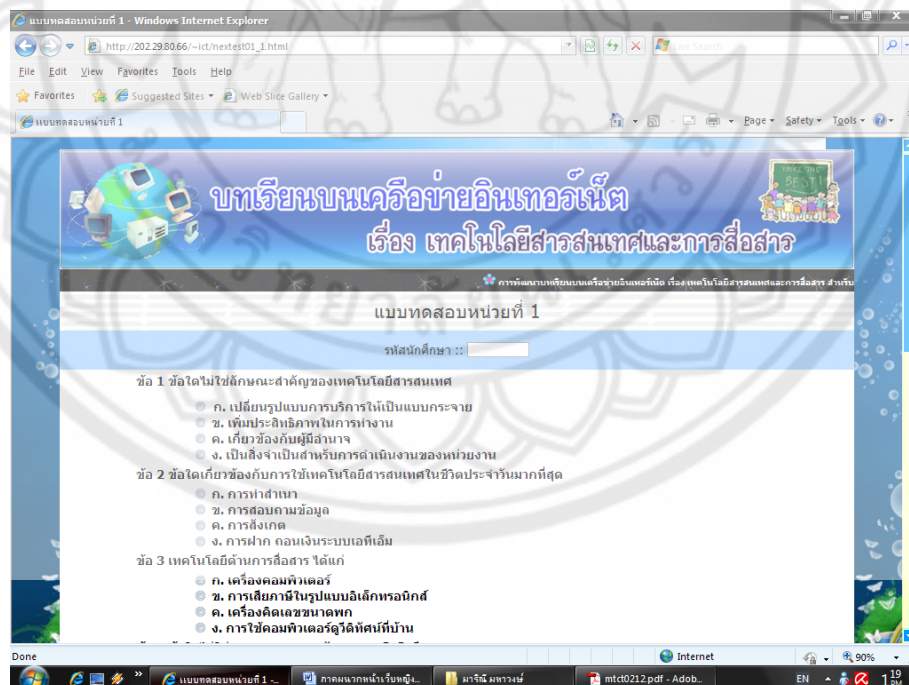 แบบทดสอบหน่วยที่ 1 - Windows Internet Explorer
http://202.29.80.66/~ict/nextest01_1.html
Live Search
File Edit View Favorites Tools Help
Favorites Suggested Sites Web Slice Gallery
แบบทดสอบหน่วยที่ 1 Page Safety Tools
บทเรียนบนเครือข่ายอินเทอร์เน็ต
เรื่อง เทคโนโลยีสารสนเทศและการสื่อสาร
การพัฒนาบทเรียนบนเครือข่ายอินเทอร์เน็ต เรื่อง เทคโนโลยีสารสนเทศและการสื่อสาร สำหรับ
แบบทดสอบหน่วยที่ 1
รหัสนักศึกษา ::
ข้อ 1 ข้อใดไม่ใช่ลักษณะสำคัญของเทคโนโลยีสารสนเทศ
ก. เปลี่ยนรูปแบบการบริการให้เป็นแบบกระจาย
ข. เพิ่มประสิทธิภาพในการทำงาน
ค. เกี่ยวข้องกับผู้มีอำนาจ
ง. เป็นสิ่งจำเป็นสำหรับการดำเนินงานของหน่วยงาน
ข้อ 2 ข้อใดเกี่ยวข้องกับการใช้เทคโนโลยีสารสนเทศในชีวิตประจำวันมากที่สุด
ก. การทำสำเนา
ข. การสอบถามข้อมูล
ค. การสังเกต
ง. การฝาก ถอนเงินระบบเอทีเอ็ม
ข้อ 3 เทคโนโลยีด้านการสื่อสาร ได้แก่
ก. เครื่องคอมพิวเตอร์
ข. การเสียภาษีในรูปแบบอิเล็กทรอนิกส์
ค. เครื่องคิดเลขขนาดพก
ง. การใช้คอมพิวเตอร์ดูวีดิทัศน์ที่บ้าน
Done Internet 90%
แบบทดสอบหน่วยที่ 1 -... ภาคผนวกหน้าเว็บหญิง... มาริณี มหาวงษ์ mtct0212.pdf - Adob... EN 1:19 PM